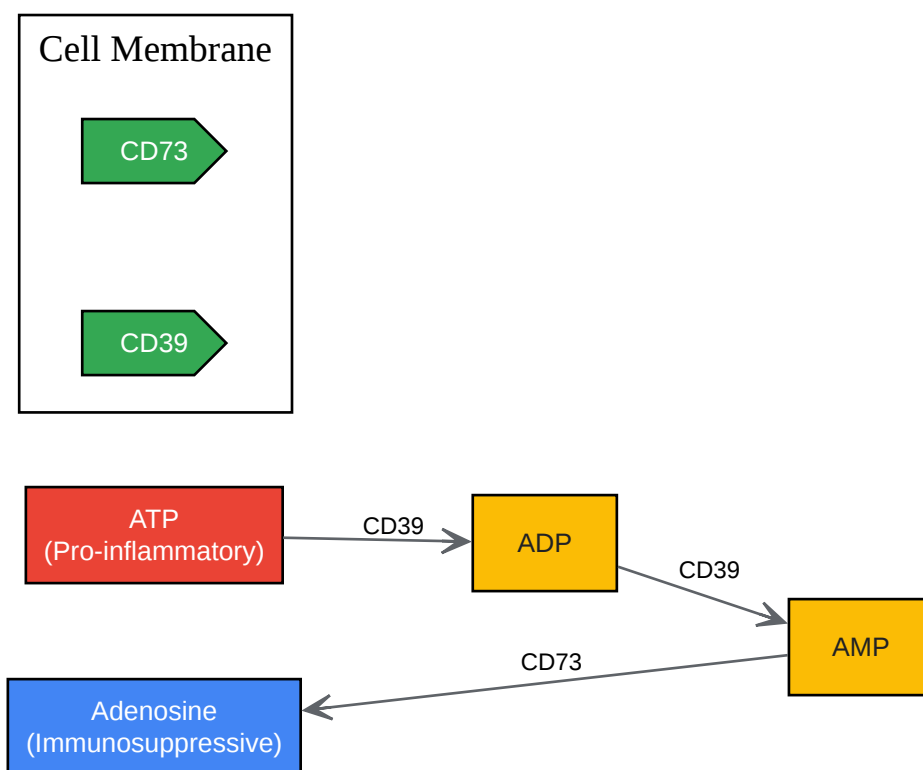 Cell Membrane
CD73
CD39
ATP
(Pro-inflammatory)
CD39
ADP
CD39
AMP
CD73
Adenosine
(Immunosuppressive)